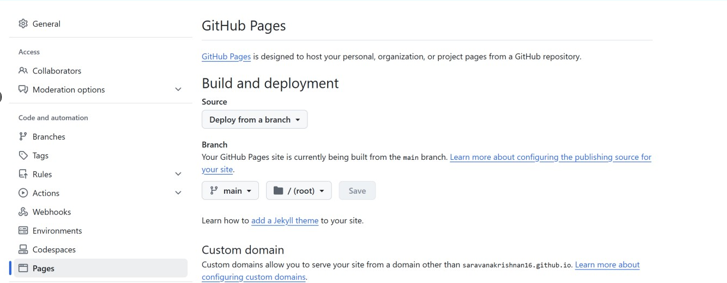 General
Access
Collaborators
Moderation options
Code and automation
Branches
Tags
Rules
Actions
Webhooks
Environments
Codespaces
Pages
GitHub Pages
GitHub Pages is designed to host your personal, organization, or project pages from a GitHub repository.
Build and deployment
Source
Deploy from a branch
Branch
Your GitHub Pages site is currently being built from the main branch. Learn more about configuring the publishing source for
your site.
main / (root) Save
Learn how to add a Jekyll theme to your site.
Custom domain
Custom domains allow you to serve your site from a domain other than saravanakrishnan16.github.io. Learn more about
configuring custom domains.